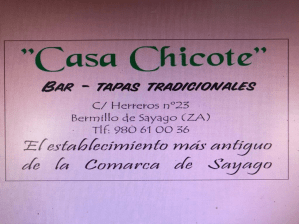 "Casa Chicote"
BAR - TAPAS TRADICIONALES
C/ Herreros nº23
Bermillo de Sayago (ZA)
Tlf: 980 61 00 36
El establecimiento más antiguo
de la Comarca de Sayago